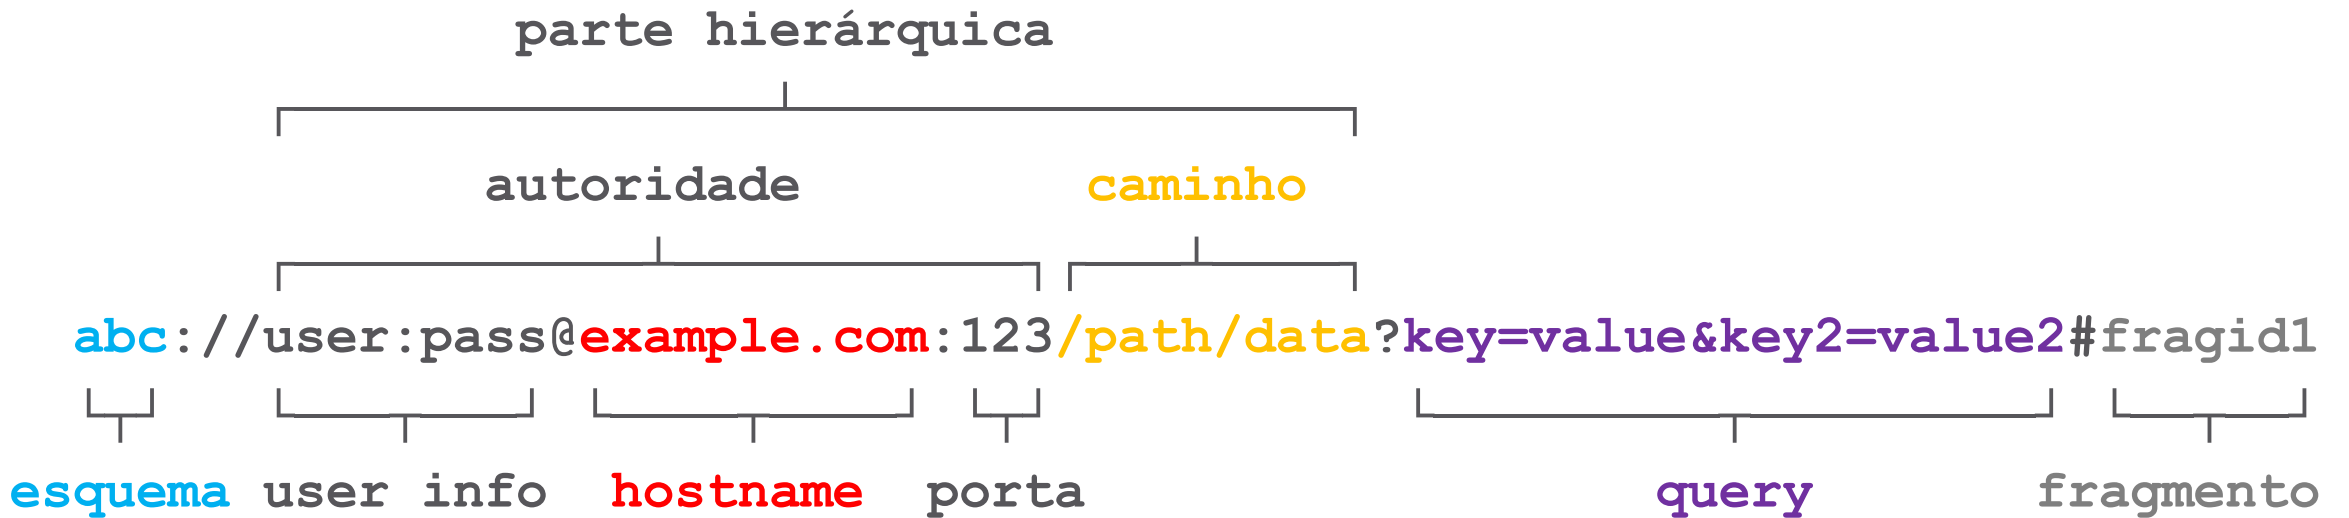 parte hierárquica
autoridade caminho
abc://user:pass@example.com:123/path/data?key=value&key2=value2#fragid1
esquema user info hostname porta query fragmento